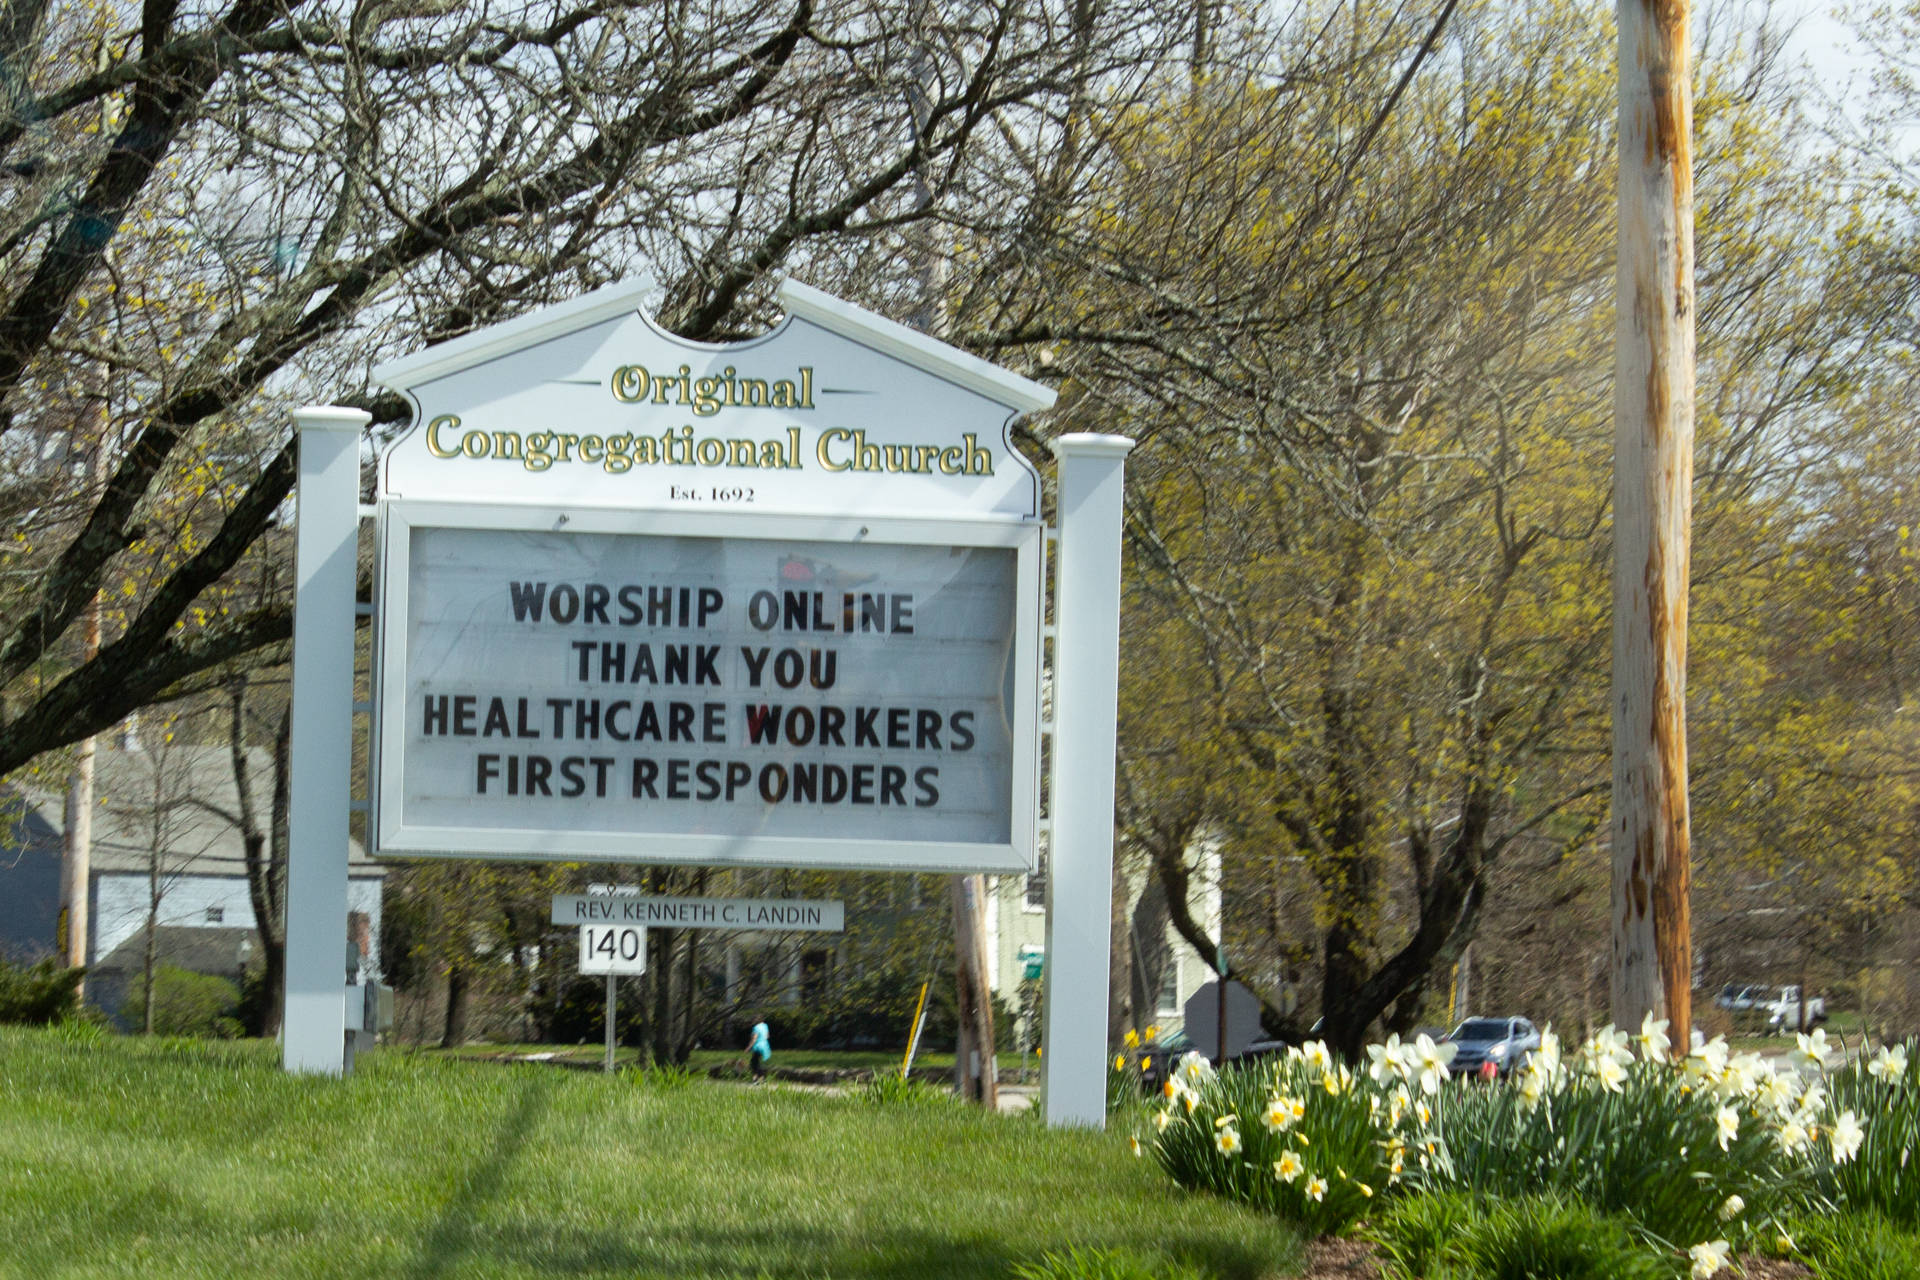 Original
Congregational Church
Est. 1692
WORSHIP ONLINE
THANK YOU
HEALTHCARE WORKERS
FIRST RESPONDERS
REV. KENNETH C. LANDIN
140